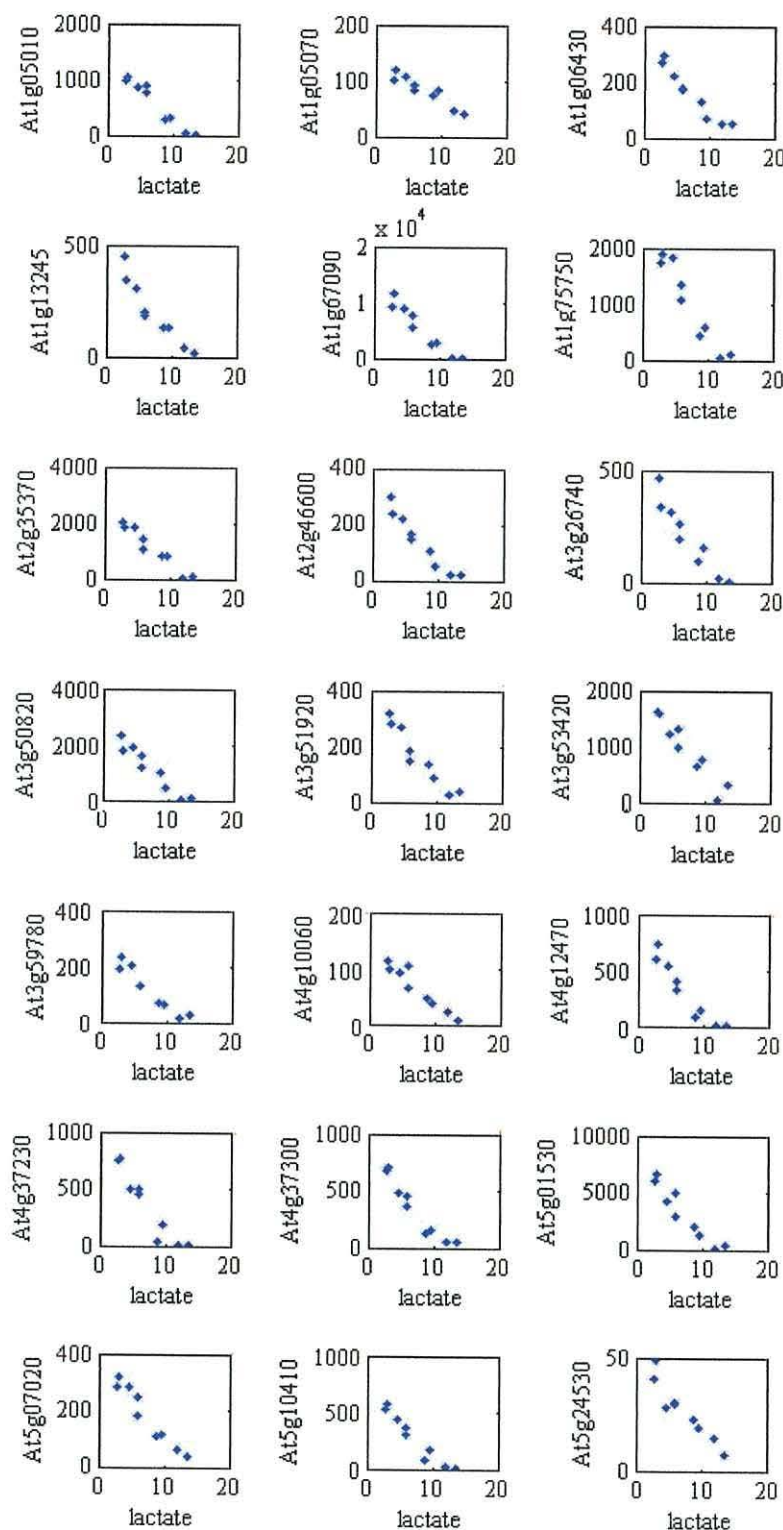 At1g05010
2000
1000
0
0 10 20
lactate
At1g05070
200
100
0
0 10 20
lactate
At1g06430
400
200
0
0 10 20
lactate
At1g13245
500
0
0 10 20
lactate
At1g67090
x 10⁴
2
1
0
0 10 20
lactate
At1g75750
2000
1000
0
0 10 20
lactate
At2g35370
4000
2000
0
0 10 20
lactate
At2g46600
400
200
0
0 10 20
lactate
At3g26740
500
0
0 10 20
lactate
At3g50820
4000
2000
0
0 10 20
lactate
At3g51920
400
200
0
0 10 20
lactate
At3g53420
2000
1000
0
0 10 20
lactate
At3g59780
400
200
0
0 10 20
lactate
At4g10060
200
100
0
0 10 20
lactate
At4g12470
1000
500
0
0 10 20
lactate
At4g37230
1000
500
0
0 10 20
lactate
At4g37300
1000
500
0
0 10 20
lactate
At5g01530
10000
5000
0
0 10 20
lactate
At5g07020
400
200
0
0 10 20
lactate
At5g10410
1000
500
0
0 10 20
lactate
At5g24530
50
0
0 10 20
lactate